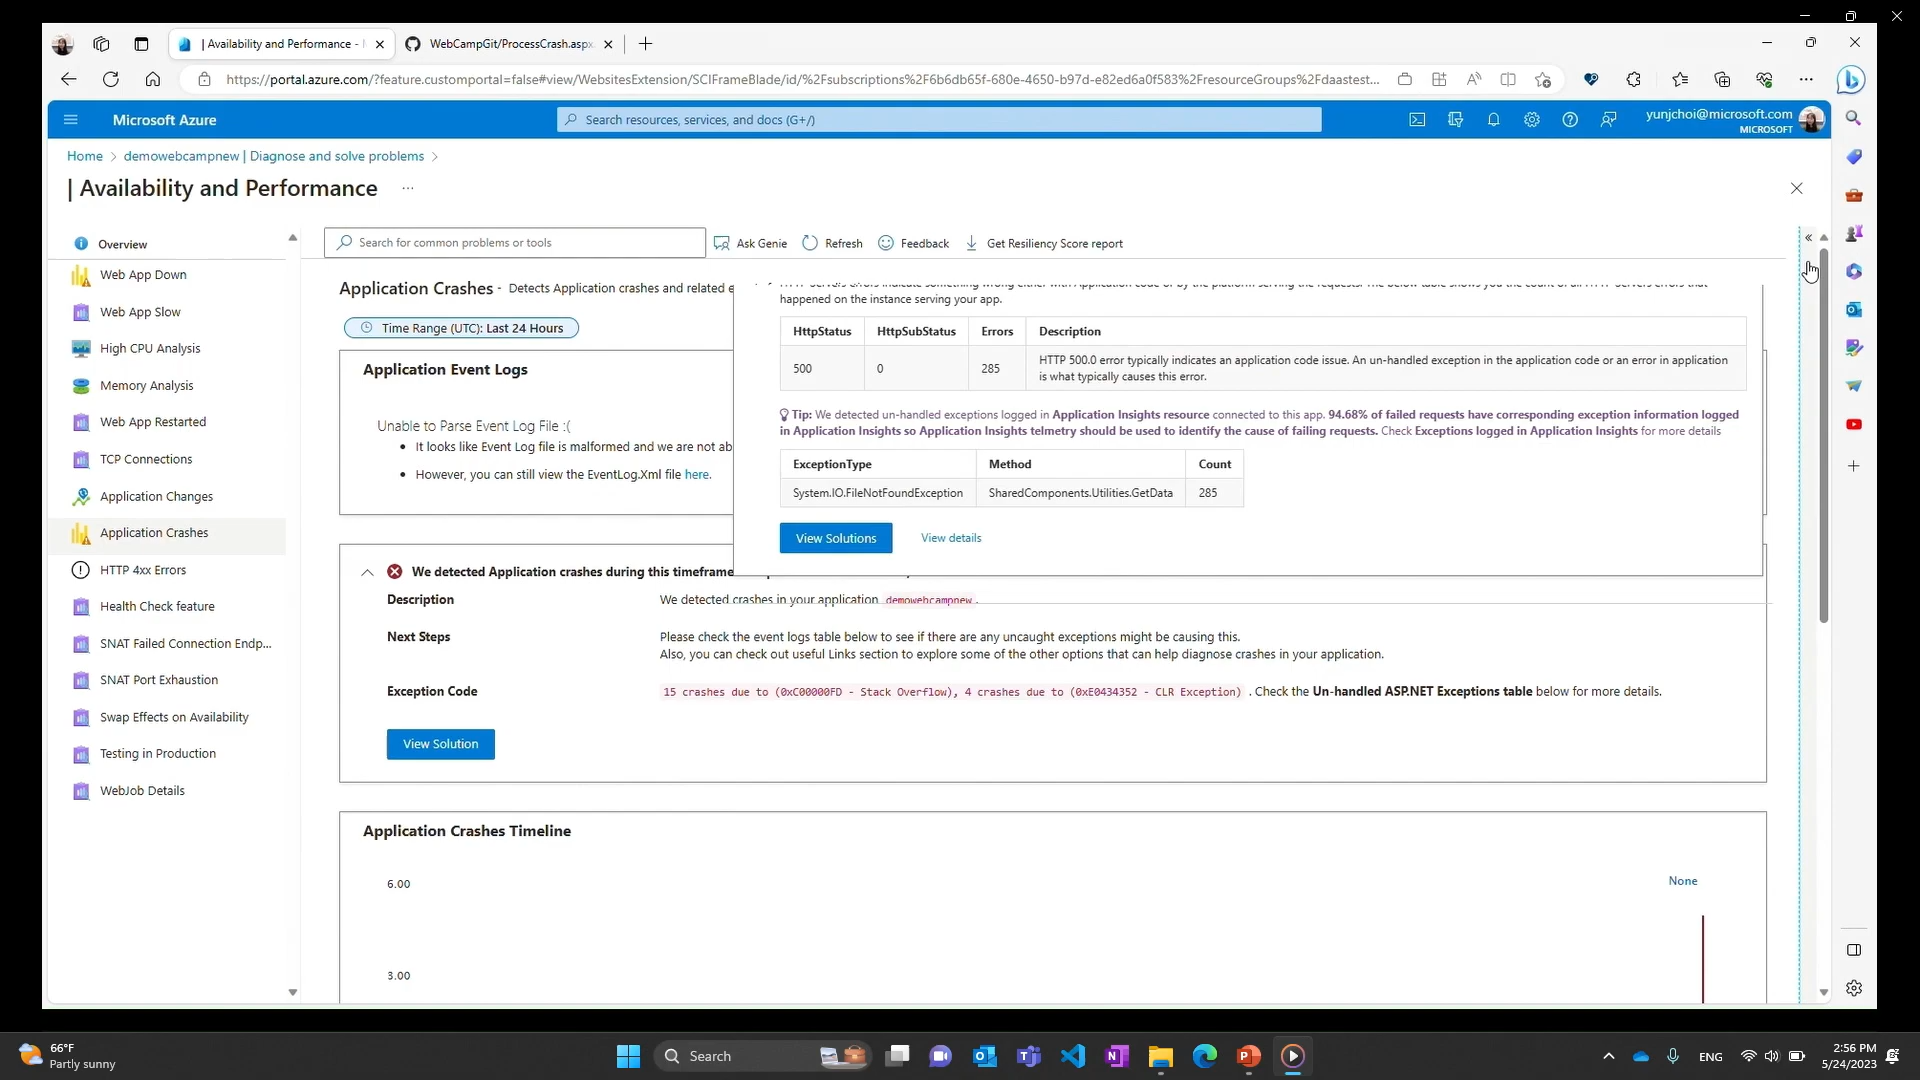 | Availability and Performance -
WebCampGit/ProcessCrash.aspx
https://portal.azure.com/?feature.customportal=false#view/WebsitesExtension/SCIFrameBlade/id/%2Fsubscriptions%2F6b6db65f-680e-4650-b97d-e82ed6a0f583%2FresourceGroups%2Fdaastest...
Microsoft Azure
Search resources, services, and docs (G+/)
yunjchoi@microsoft.com
MICROSOFT
Home > demowebcampnew | Diagnose and solve problems >
| Availability and Performance ...
Overview
Web App Down
Web App Slow
High CPU Analysis
Memory Analysis
Web App Restarted
TCP Connections
Application Changes
Application Crashes
HTTP 4xx Errors
Health Check feature
SNAT Failed Connection Endp...
SNAT Port Exhaustion
Swap Effects on Availability
Testing in Production
WebJob Details
Search for common problems or tools
Ask Genie
Refresh
Feedback
Get Resiliency Score report
Application Crashes - Detects Application crashes and related e
Time Range (UTC): Last 24 Hours
Application Event Logs
Unable to Parse Event Log File :(
• It looks like Event Log file is malformed and we are not ab
• However, you can still view the EventLog.Xml file here.
happened on the instance serving your app.
HttpStatus HttpSubStatus Errors Description
500 0 285 HTTP 500.0 error typically indicates an application code issue. An un-handled exception in the application code or an error in application
is what typically causes this error.
Tip: We detected un-handled exceptions logged in Application Insights resource connected to this app. 94.68% of failed requests have corresponding exception information logged
in Application Insights so Application Insights telmetry should be used to identify the cause of failing requests. Check Exceptions logged in Application Insights for more details
ExceptionType Method Count
System.IO.FileNotFoundException SharedComponents.Utilities.GetData 285
View Solutions View details
We detected Application crashes during this timeframe
Description We detected crashes in your application demowebcampnew.
Next Steps Please check the event logs table below to see if there are any uncaught exceptions might be causing this.
Also, you can check out useful Links section to explore some of the other options that can help diagnose crashes in your application.
Exception Code 15 crashes due to (0xC00000FD - Stack Overflow), 4 crashes due to (0xE0434352 - CLR Exception) . Check the Un-handled ASP.NET Exceptions table below for more details.
View Solution
Application Crashes Timeline
6.00
None
3.00
66°F
Partly sunny
Search
ENG
2:56 PM
5/24/2023